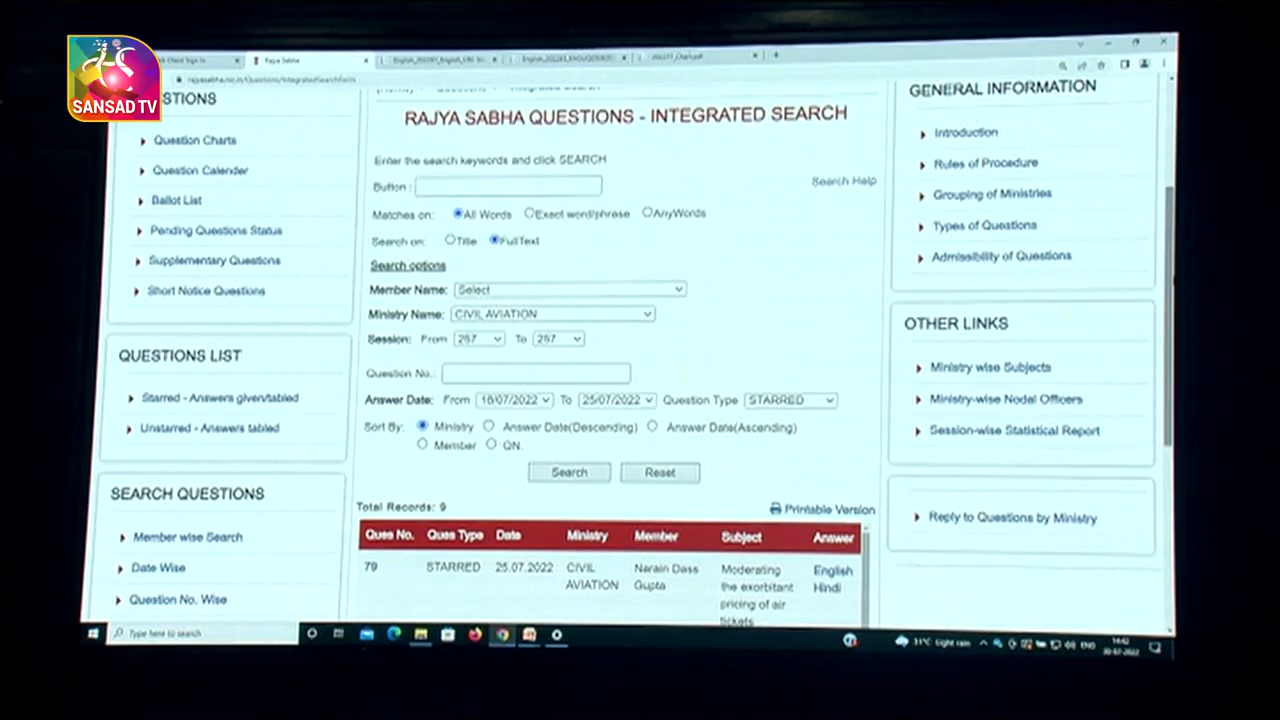 SANSAD TV
Rajya Sabha
rajyasabha.nic.in/Questions/IntegratedSearchForm
STIONS
Question Charts
Question Calender
Ballot List
Pending Questions Status
Supplementary Questions
Short Notice Questions
QUESTIONS LIST
Starred - Answers given/tabled
Unstarred - Answers tabled
SEARCH QUESTIONS
Member wise Search
Date Wise
Question No. Wise
RAJYA SABHA QUESTIONS - INTEGRATED SEARCH
Enter the search keywords and click SEARCH
Search Help
Button :
Matches on: All Words Exact word/phrase AnyWords
Search on: Title FullText
Search options
Member Name: Select
Ministry Name: CIVIL AVIATION
Session: From 257 To 257
Question No.:
Answer Date: From 18/07/2022 To 25/07/2022 Question Type STARRED
Sort By: Ministry Answer Date(Descending) Answer Date(Ascending)
Member QN.
Search Reset
Total Records: 9 Printable Version
Ques No. Ques Type Date Ministry Member Subject Answer
79 STARRED 25.07.2022 CIVIL AVIATION Narain Dass Gupta Moderating the exorbitant pricing of air tickets English Hindi
GENERAL INFORMATION
Introduction
Rules of Procedure
Grouping of Ministries
Types of Questions
Admissibility of Questions
OTHER LINKS
Ministry wise Subjects
Ministry-wise Nodal Officers
Session-wise Statistical Report
Reply to Questions by Ministry
Type here to search
31°C Light rain
ENG